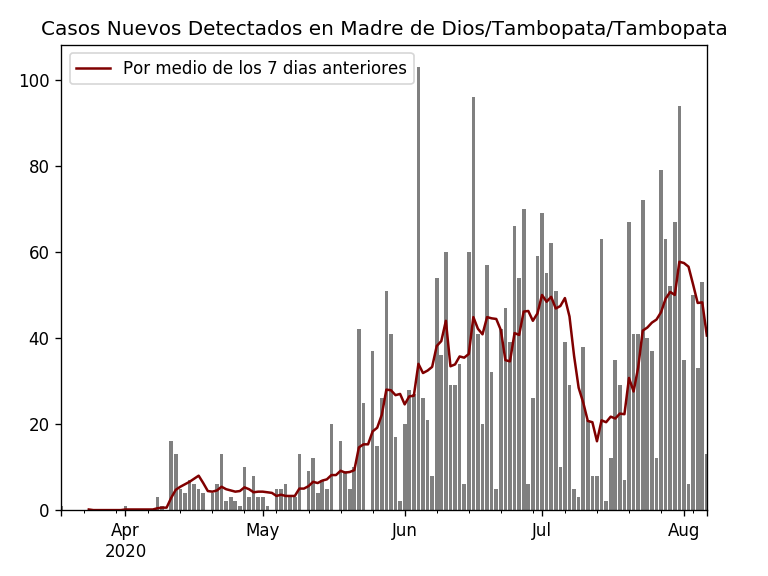 Casos Nuevos Detectados en Madre de Dios/Tambopata/Tambopata
Por medio de los 7 dias anteriores
100
80
60
40
20
0
Apr May Jun Jul Aug
2020